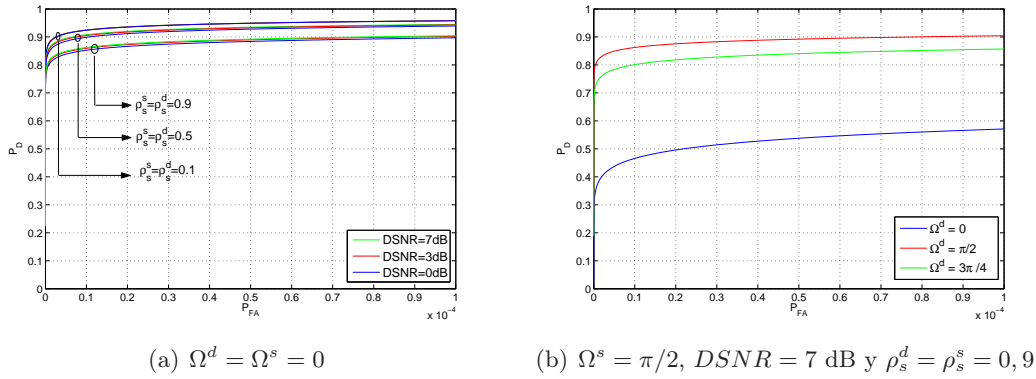 1
0.9
0.8
0.7
0.6
0.5
0.4
0.3
0.2
0.1
0
P_D
ρ_s^s=ρ_s^d=0.9
ρ_s^s=ρ_s^d=0.5
ρ_s^s=ρ_s^d=0.1
DSNR=7dB
DSNR=3dB
DSNR=0dB
0 0.1 0.2 0.3 0.4 0.5 0.6 0.7 0.8 0.9 1
P_FA
x 10^-4
(a) Ω^d = Ω^s = 0
1
0.9
0.8
0.7
0.6
0.5
0.4
0.3
0.2
0.1
0
P_D
Ω^d = 0
Ω^d = π/2
Ω^d = 3π /4
0 0.1 0.2 0.3 0.4 0.5 0.6 0.7 0.8 0.9 1
P_FA
x 10^-4
(b) Ω^s = π/2, DSNR = 7 dB y ρ_s^d = ρ_s^s = 0, 9